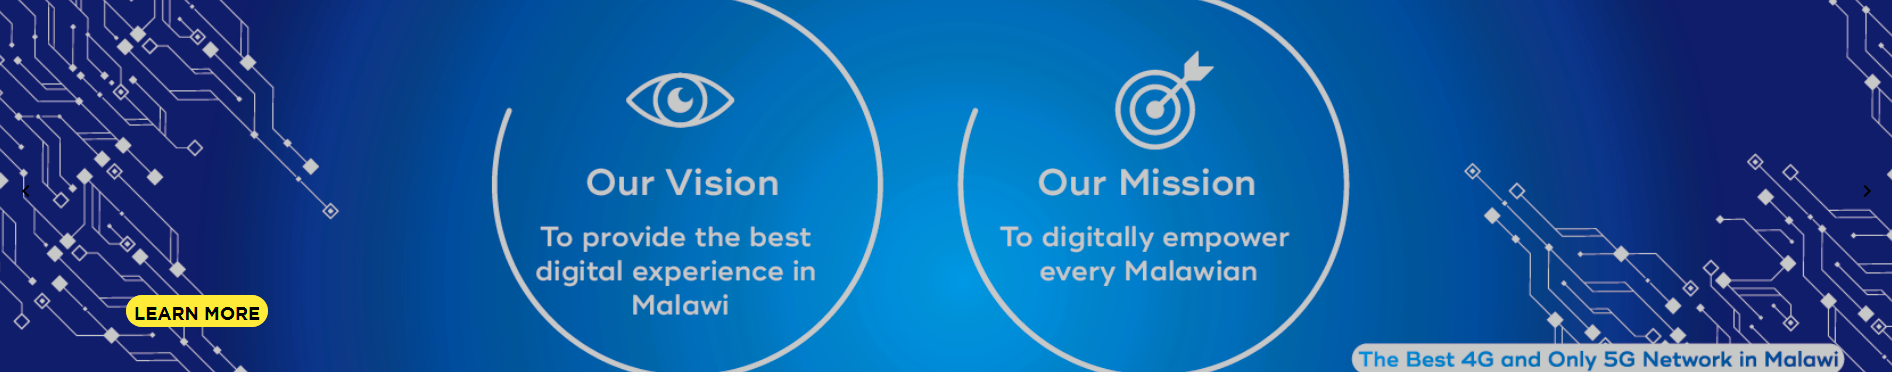 Our Vision
To provide the best
digital experience in
Malawi
Our Mission
To digitally empower
every Malawian
LEARN MORE
The Best 4G and Only 5G Network in Malawi